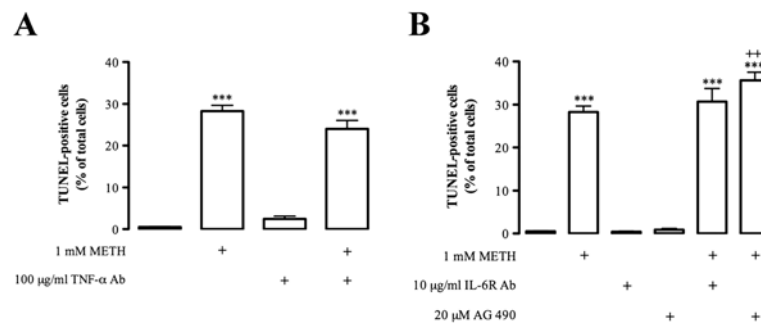 A
TUNEL-positive cells
(% of total cells)
40
30
20
10
0
***
***
1 mM METH
+
+
100 µg/ml TNF-α Ab
+
+
B
TUNEL-positive cells
(% of total cells)
40
30
20
10
0
***
***
++
***
1 mM METH
+
+
+
10 µg/ml IL-6R Ab
+
+
20 µM AG 490
+
+